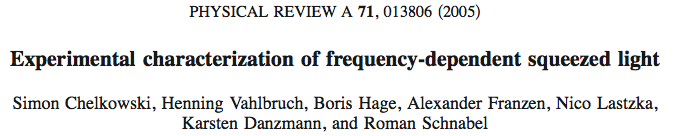 PHYSICAL REVIEW A 71, 013806 (2005)
Experimental characterization of frequency-dependent squeezed light
Simon Chelkowski, Henning Vahlbruch, Boris Hage, Alexander Franzen, Nico Lastzka,
Karsten Danzmann, and Roman Schnabel